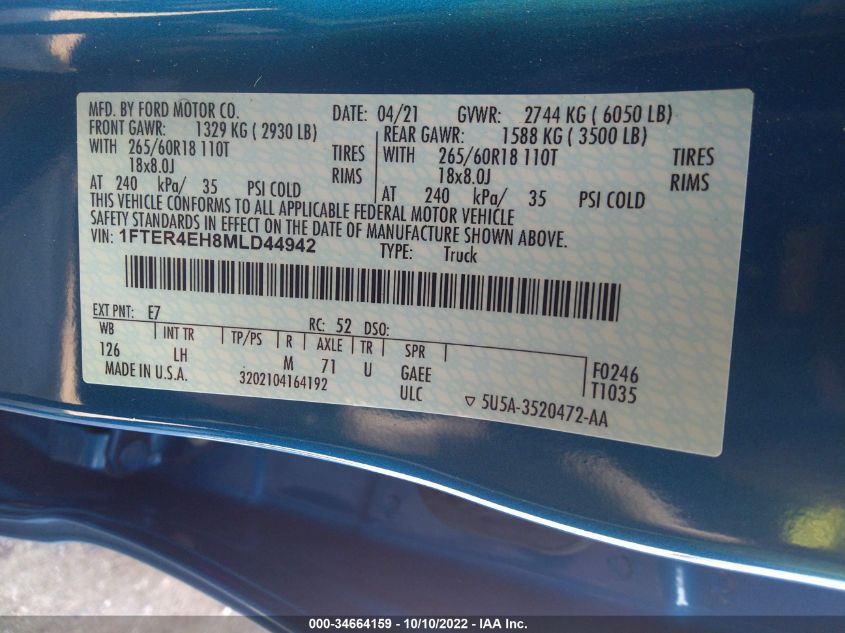 MFD. BY FORD MOTOR CO. DATE: 04/21 GVWR: 2744 KG ( 6050 LB)
FRONT GAWR: 1329 KG ( 2930 LB) REAR GAWR: 1588 KG ( 3500 LB)
WITH 265/60R18 110T TIRES WITH 265/60R18 110T TIRES
18x8.0J RIMS 18x8.0J RIMS
AT 240 kPa/ 35 PSI COLD AT 240 kPa/ 35 PSI COLD
THIS VEHICLE CONFORMS TO ALL APPLICABLE FEDERAL MOTOR VEHICLE
SAFETY STANDARDS IN EFFECT ON THE DATE OF MANUFACTURE SHOWN ABOVE.
VIN: 1FTER4EH8MLD44942 TYPE: Truck
EXT PNT: E7 RC: 52 DSO:
WB INT TR TP/PS R AXLE TR SPR
126 LH M 71 U GAEE F0246
MADE IN U.S.A. 3202104164192 ULC T1035
▽ 5U5A-3520472-AA
000-34664159 - 10/10/2022 - IAA Inc.